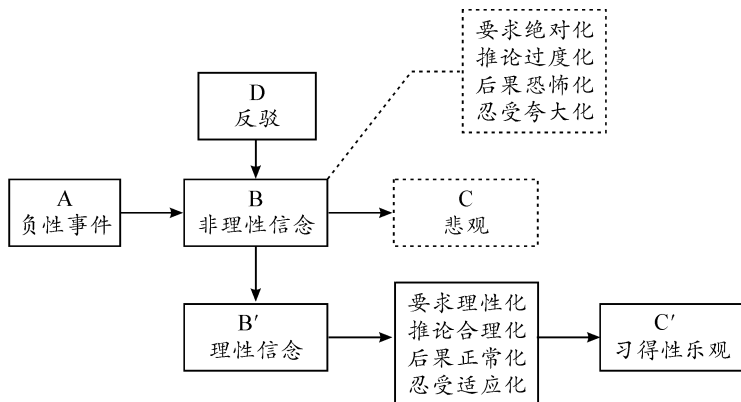 要求绝对化
推论过度化
后果恐怖化
忍受夸大化
D
反驳
A
负性事件
B
非理性信念
C
悲观
B′
理性信念
要求理性化
推论合理化
后果正常化
忍受适应化
C′
习得性乐观